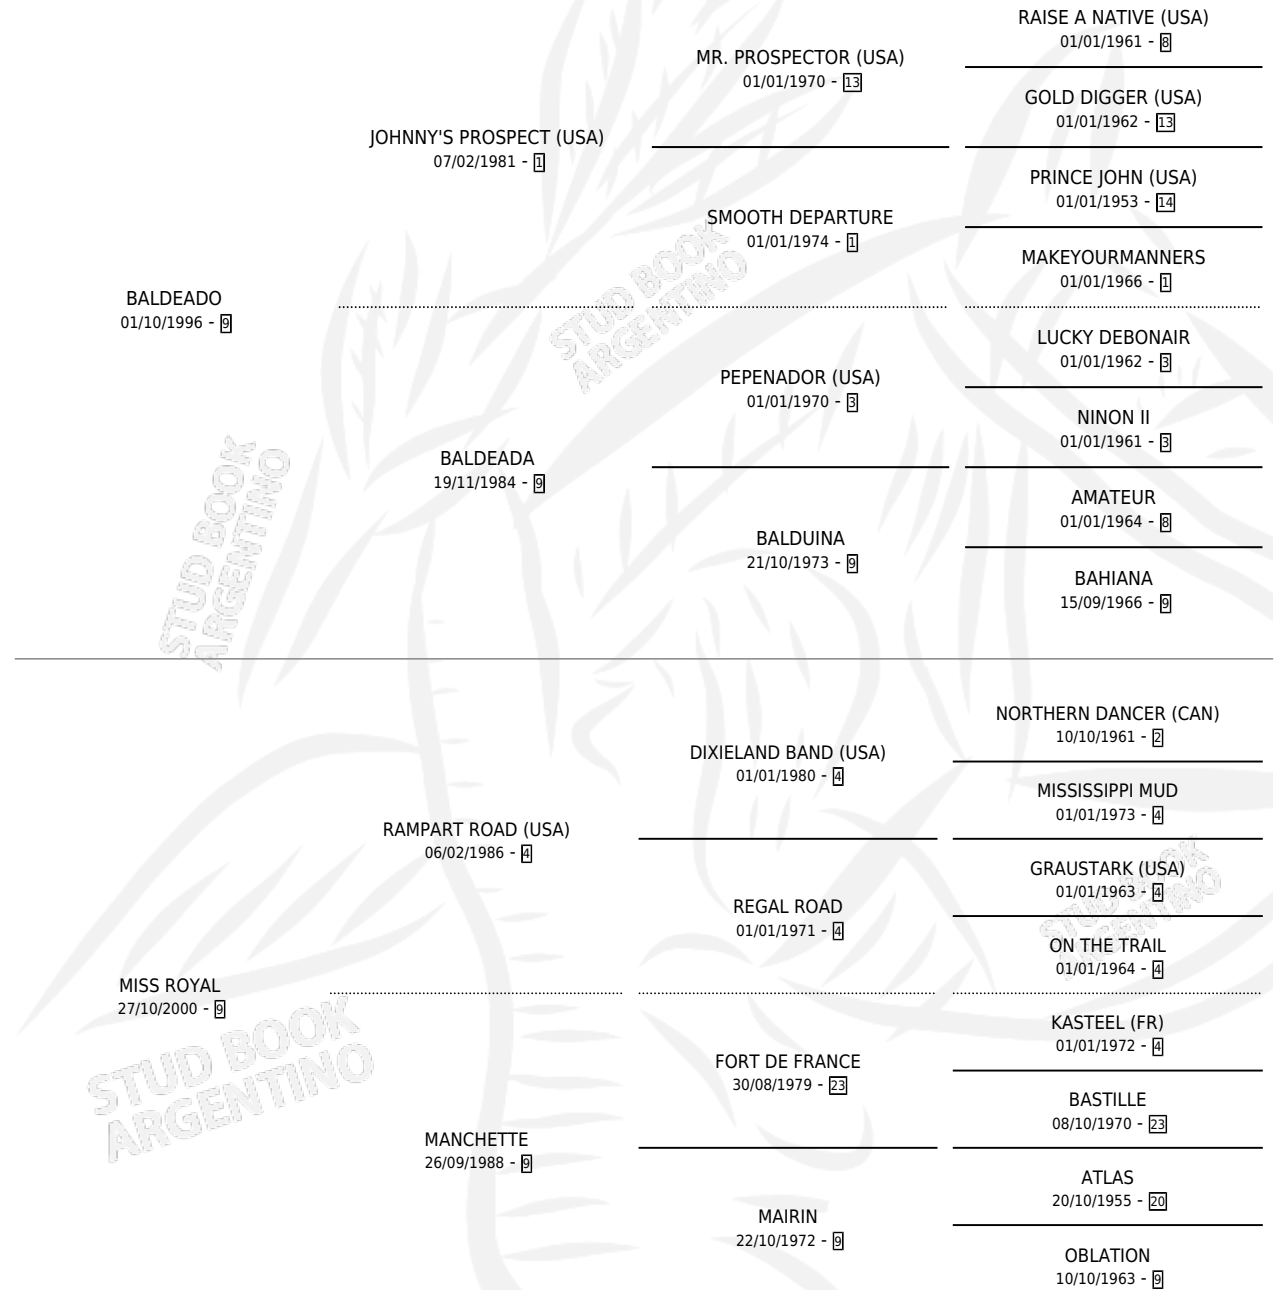 RAISE A NATIVE (USA)
01/01/1961 - 8
MR. PROSPECTOR (USA)
01/01/1970 - 13
GOLD DIGGER (USA)
01/01/1962 - 13
JOHNNY'S PROSPECT (USA)
07/02/1981 - 1
PRINCE JOHN (USA)
01/01/1953 - 14
SMOOTH DEPARTURE
01/01/1974 - 1
MAKEYOURMANNERS
01/01/1966 - 1
BALDEADO
01/10/1996 - 9
LUCKY DEBONAIR
01/01/1962 - 3
PEPENADOR (USA)
01/01/1970 - 3
NINON II
01/01/1961 - 3
BALDEADA
19/11/1984 - 9
AMATEUR
01/01/1964 - 8
BALDUINA
21/10/1973 - 9
BAHIANA
15/09/1966 - 9
STUD BOOK
ARGENTINO
STUD BOOK
ARGENTINO
NORTHERN DANCER (CAN)
10/10/1961 - 2
DIXIELAND BAND (USA)
01/01/1980 - 4
MISSISSIPPI MUD
01/01/1973 - 4
RAMPART ROAD (USA)
06/02/1986 - 4
GRAUSTARK (USA)
01/01/1963 - 4
REGAL ROAD
01/01/1971 - 4
ON THE TRAIL
01/01/1964 - 4
MISS ROYAL
27/10/2000 - 9
KASTEEL (FR)
01/01/1972 - 4
FORT DE FRANCE
30/08/1979 - 23
BASTILLE
08/10/1970 - 23
MANCHETTE
26/09/1988 - 9
ATLAS
20/10/1955 - 20
MAIRIN
22/10/1972 - 9
OBLATION
10/10/1963 - 9
STUD BOOK
ARGENTINO
STUD BOOK
ARGENTINO